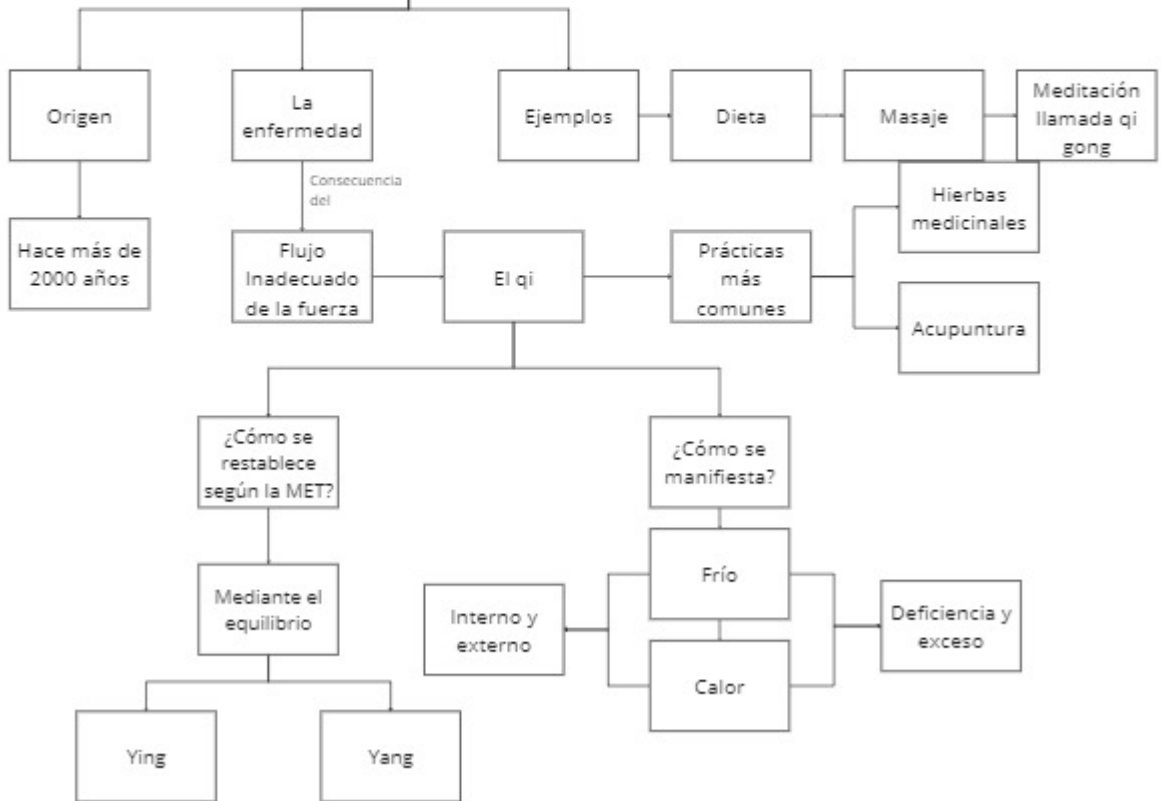 Origen
La
enfermedad
Ejemplos
Dieta
Masaje
Meditación
llamada qi
gong
Consecuencia
del
Hierbas
medicinales
Hace más de
2000 años
Flujo
Inadecuado
de la fuerza
El qi
Prácticas
más
comunes
Acupuntura
¿Cómo se
restablece
según la MET?
¿Cómo se
manifiesta?
Mediante el
equilibrio
Frío
Interno y
externo
Deficiencia y
exceso
Calor
Ying
Yang